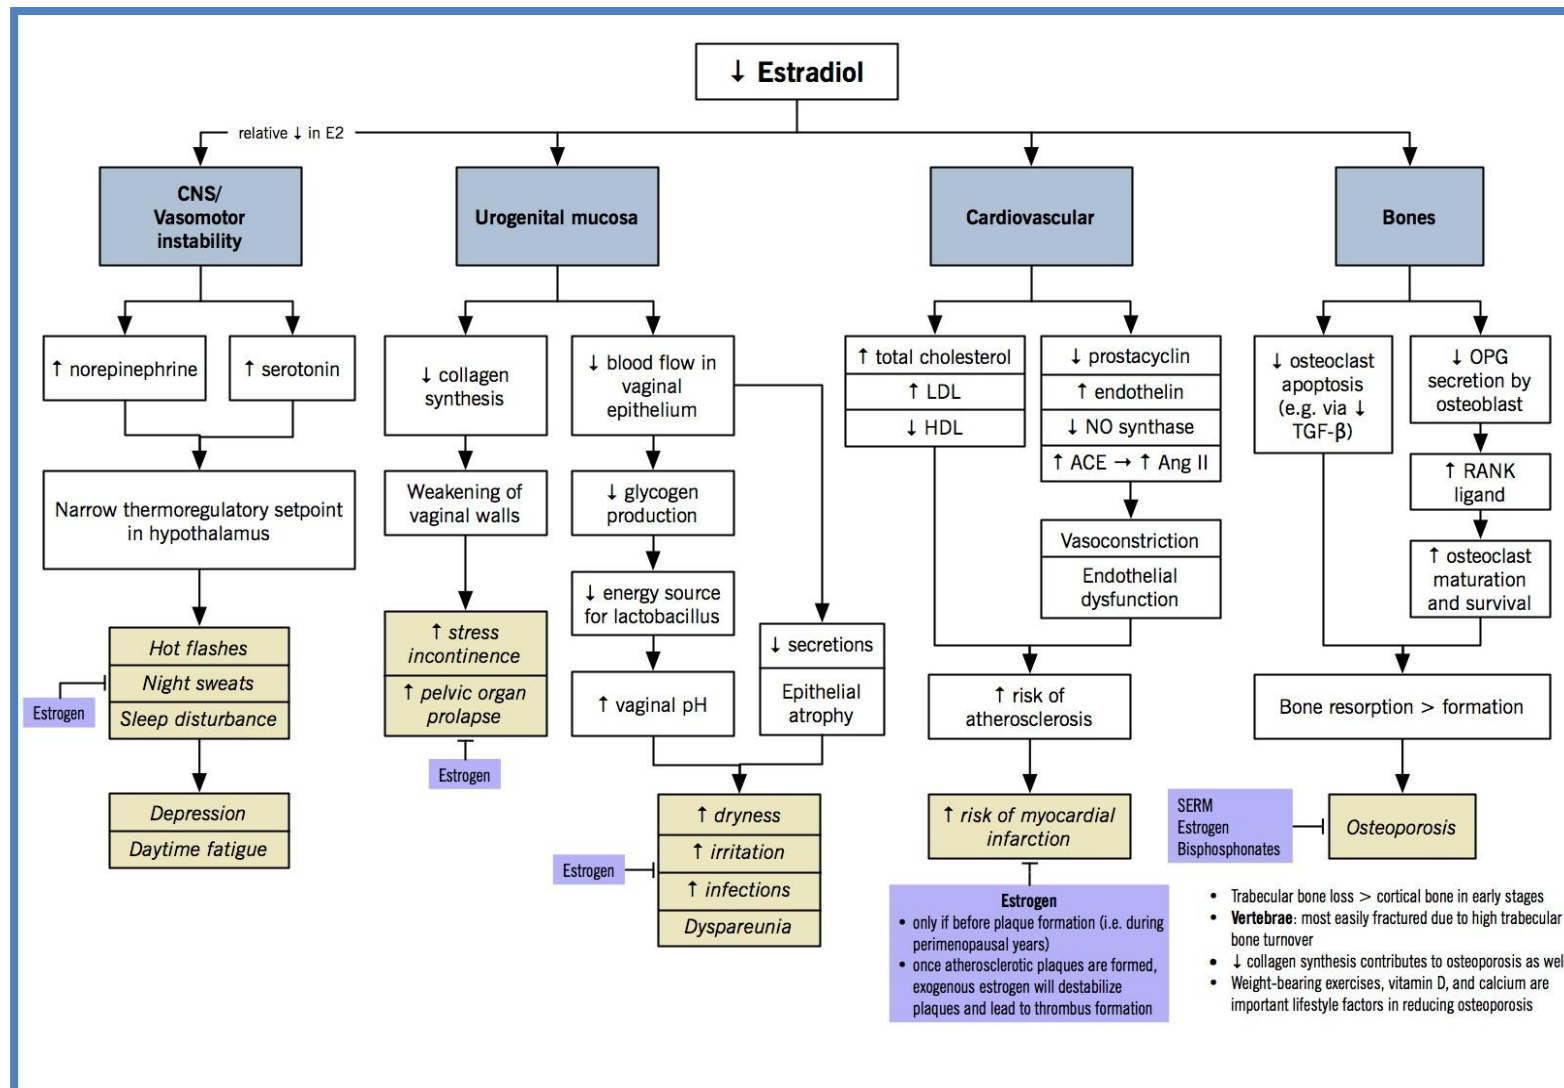 ↓ Estradiol
relative ↓ in E2
CNS/
Vasomotor
instability
↑ norepinephrine
↑ serotonin
Narrow thermoregulatory setpoint
in hypothalamus
Hot flashes
Night sweats
Sleep disturbance
Estrogen
Depression
Daytime fatigue
Urogenital mucosa
↓ collagen
synthesis
Weakening of
vaginal walls
↑ stress
incontinence
↑ pelvic organ
prolapse
Estrogen
↓ blood flow in
vaginal
epithelium
↓ glycogen
production
↓ energy source
for lactobacillus
↑ vaginal pH
↓ secretions
Epithelial
atrophy
↑ dryness
↑ irritation
↑ infections
Dyspareunia
Estrogen
Cardiovascular
↑ total cholesterol
↑ LDL
↓ HDL
↓ prostacyclin
↑ endothelin
↓ NO synthase
↑ ACE → ↑ Ang II
Vasoconstriction
Endothelial
dysfunction
↑ risk of
atherosclerosis
↑ risk of myocardial
infarction
Estrogen
• only if before plaque formation (i.e. during
perimenopausal years)
• once atherosclerotic plaques are formed,
exogenous estrogen will destabilize
plaques and lead to thrombus formation
Bones
↓ osteoclast
apoptosis
(e.g. via ↓
TGF-β)
↓ OPG
secretion by
osteoblast
↑ RANK
ligand
↑ osteoclast
maturation
and survival
Bone resorption > formation
SERM
Estrogen
Bisphosphonates
Osteoporosis
• Trabecular bone loss > cortical bone in early stages
• Vertebrae: most easily fractured due to high trabecular
bone turnover
• ↓ collagen synthesis contributes to osteoporosis as wel
• Weight-bearing exercises, vitamin D, and calcium are
important lifestyle factors in reducing osteoporosis